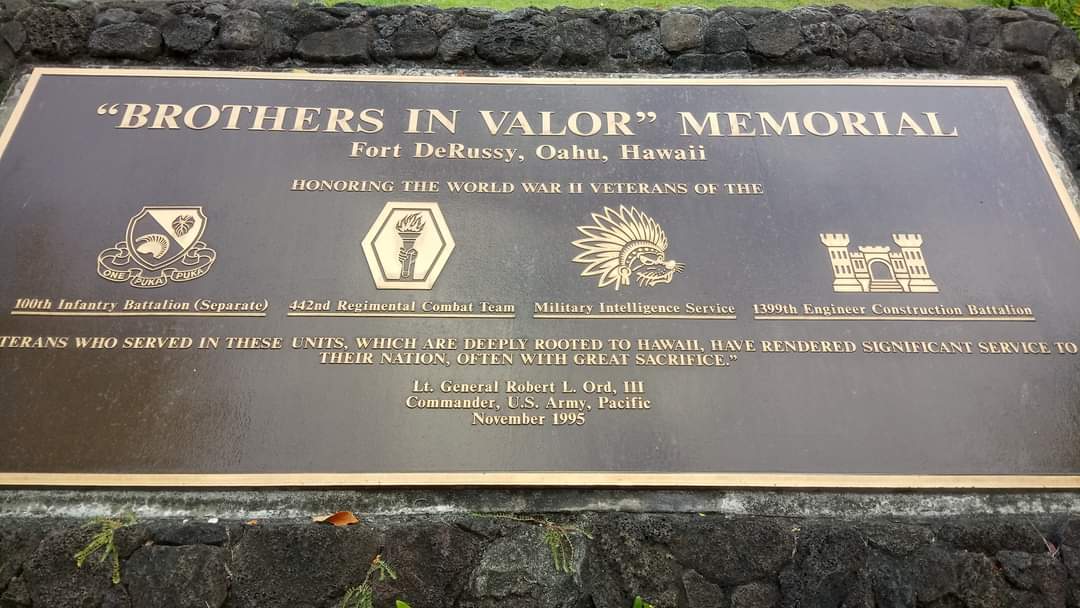 “BROTHERS IN VALOR” MEMORIAL
Fort DeRussy, Oahu, Hawaii
HONORING THE WORLD WAR II VETERANS OF THE
ONE PUKA PUKA
100th Infantry Battalion (Separate) 442nd Regimental Combat Team Military Intelligence Service 1399th Engineer Construction Battalion
TERANS WHO SERVED IN THESE UNITS, WHICH ARE DEEPLY ROOTED TO HAWAII, HAVE RENDERED SIGNIFICANT SERVICE TO
THEIR NATION, OFTEN WITH GREAT SACRIFICE.”
Lt. General Robert L. Ord, III
Commander, U.S. Army, Pacific
November 1995